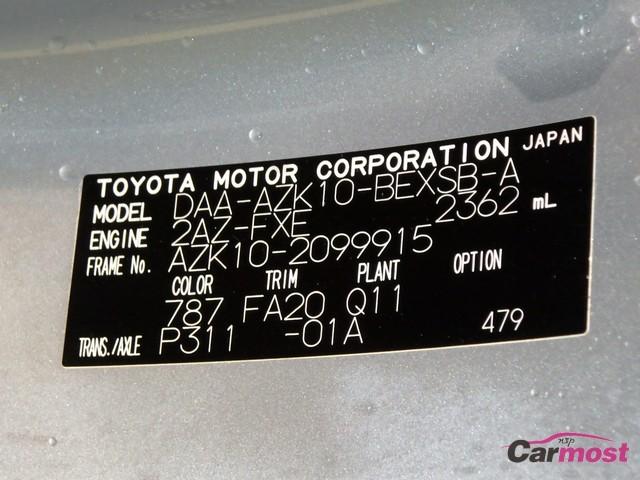 TOYOTA MOTOR CORPORATION JAPAN
MODEL DAA-AZK10-BEXSB-A
ENGINE 2AZ-FXE 2362 mL
FRAME No. AZK10-2099915
COLOR TRIM PLANT OPTION
787 FA20 Q11
TRANS./AXLE P311 -01A 479
nsp
Carmost